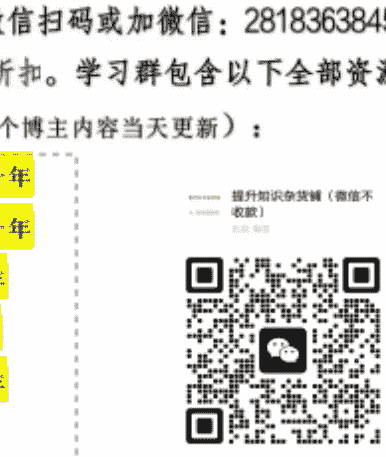 微信扫码或加微信：2818363845
折扣。学习群包含以下全部资源
个博主内容当天更新）：
年
年
提升知识杂货铺（微信不
收款）